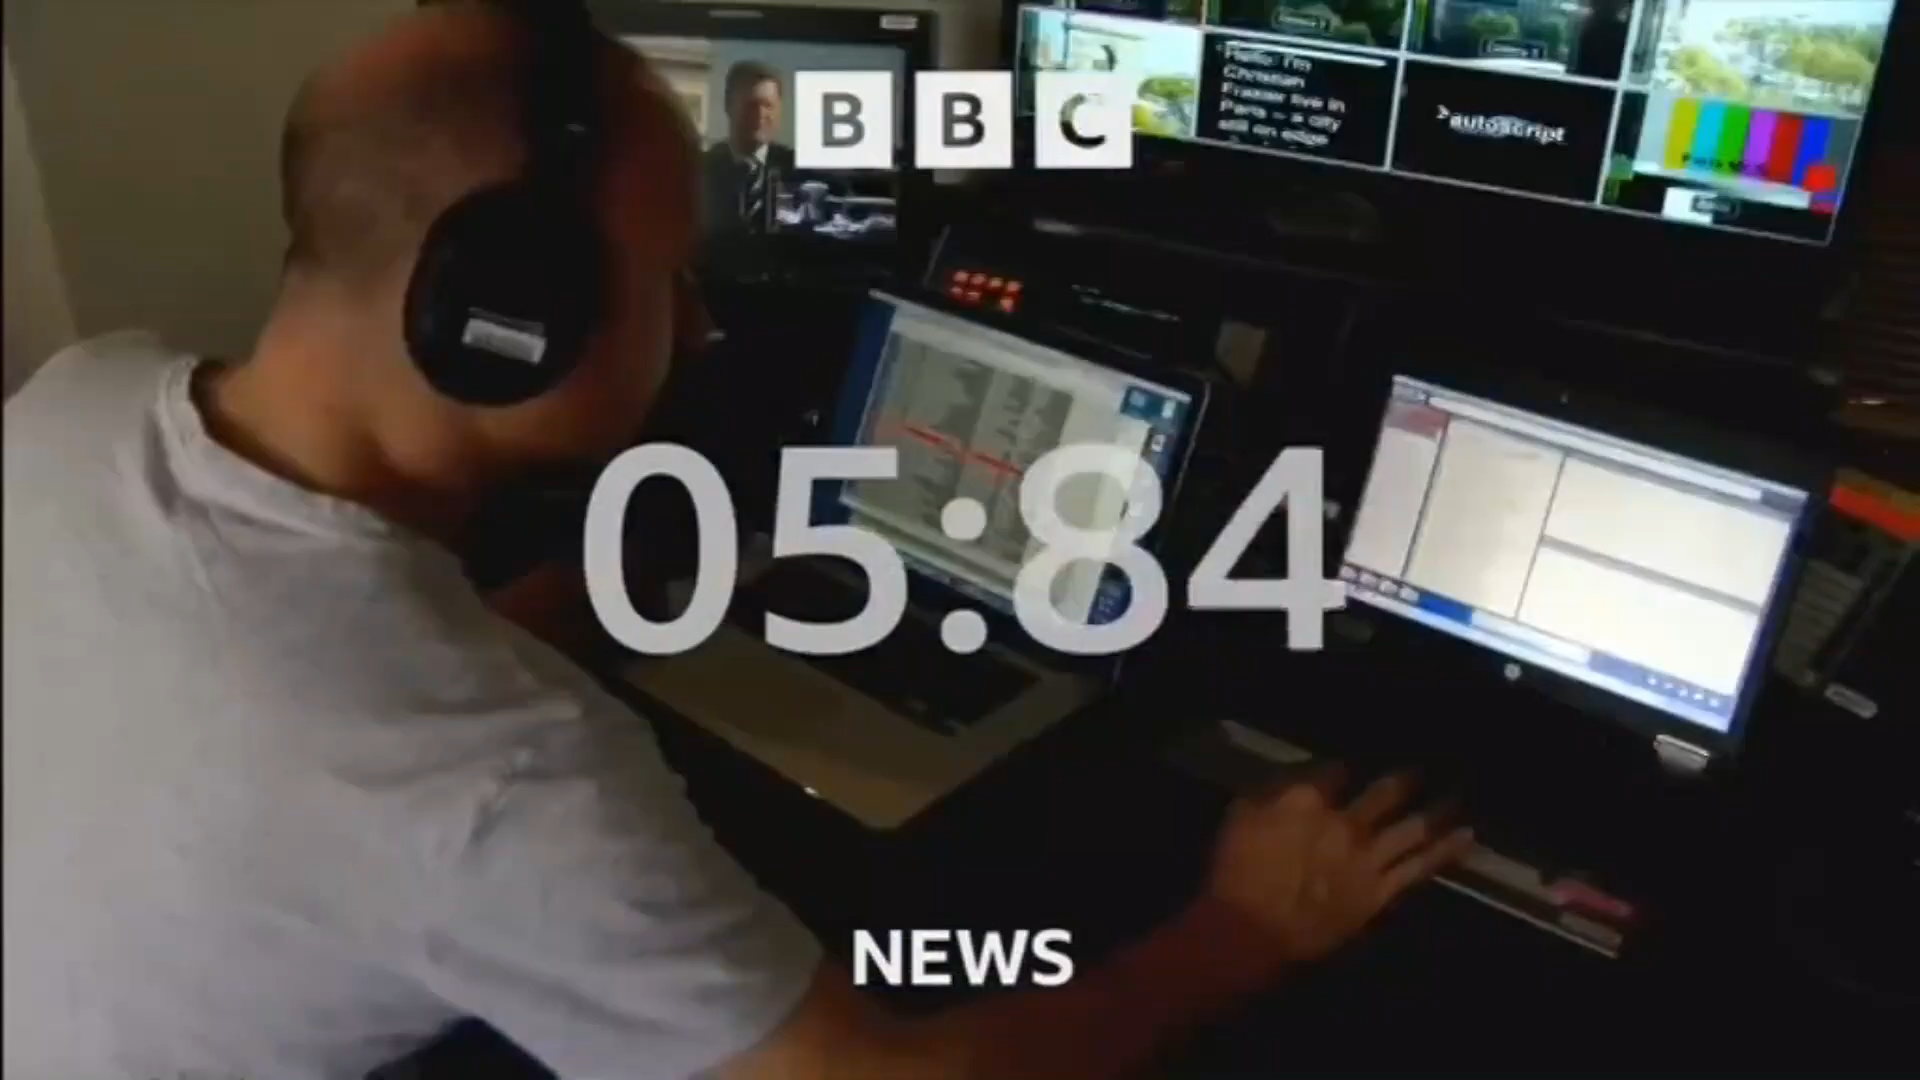 BBC
Hello I'm
Christian
Fraser live in
Paris – a city
still on edge
>autoscript
05:84
NEWS